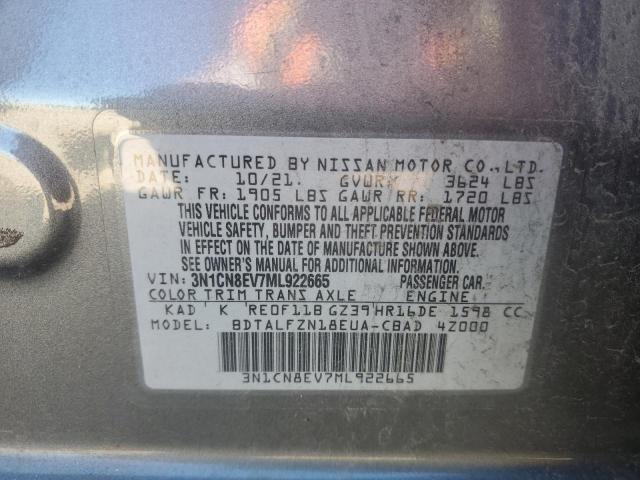 MANUFACTURED BY NISSAN MOTOR CO.,LTD.
DATE: 10/21. GVWR: 3624 LBS
GAWR FR: 1905 LBS GAWR RR: 1720 LBS
THIS VEHICLE CONFORMS TO ALL APPLICABLE FEDERAL MOTOR
VEHICLE SAFETY, BUMPER AND THEFT PREVENTION STANDARDS
IN EFFECT ON THE DATE OF MANUFACTURE SHOWN ABOVE.
SEE OWNER'S MANUAL FOR ADDITIONAL INFORMATION.
VIN: 3N1CN8EV7ML922665 PASSENGER CAR
COLOR TRIM TRANS AXLE ENGINE
KAD K RE0F11B GZ39 HR16DE 1598 CC
MODEL: BDTALFZN18EUA-CBAD 4Z000
3N1CN8EV7ML922665